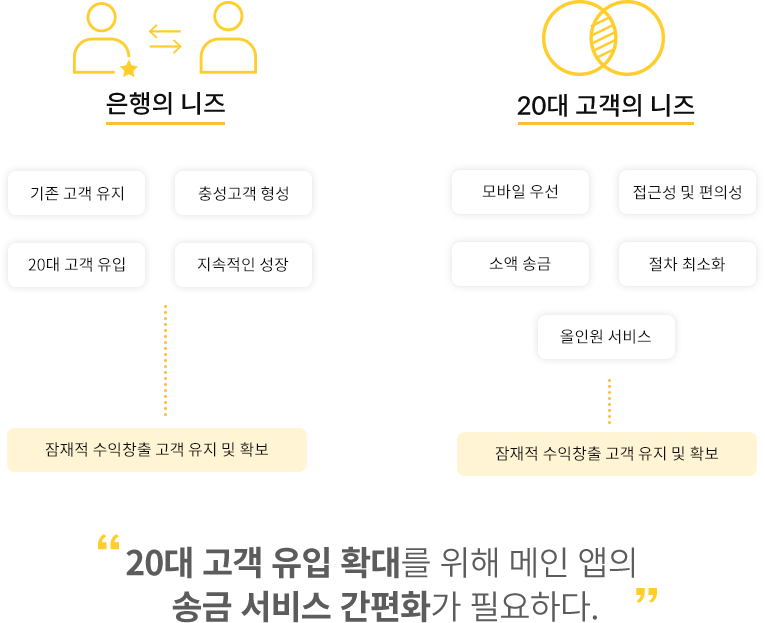 은행의 니즈
기존 고객 유지
충성고객 형성
20대 고객 유입
지속적인 성장
잠재적 수익창출 고객 유지 및 확보
20대 고객의 니즈
모바일 우선
접근성 및 편의성
소액 송금
절차 최소화
올인원 서비스
잠재적 수익창출 고객 유지 및 확보
“20대 고객 유입 확대를 위해 메인 앱의
송금 서비스 간편화가 필요하다.”